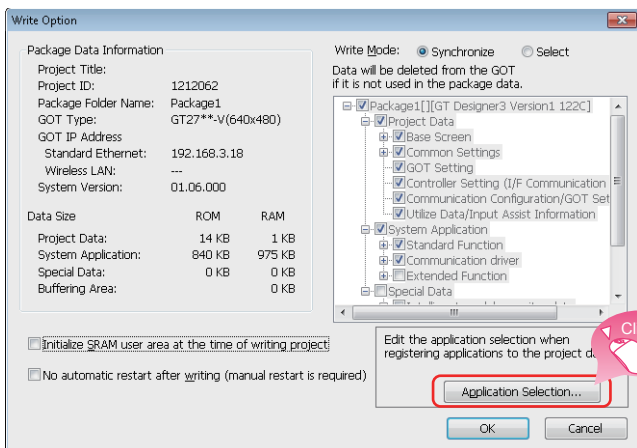 Write Option
Package Data Information
Project Title:
Project ID: 1212062
Package Folder Name: Package1
GOT Type: GT27**-V(640x480)
GOT IP Address
Standard Ethernet: 192.168.3.18
Wireless LAN: ---
System Version: 01.06.000
Data Size ROM RAM
Project Data: 14 KB 1 KB
System Application: 840 KB 975 KB
Special Data: 0 KB 0 KB
Buffering Area: 0 KB
Initialize SRAM user area at the time of writing project
No automatic restart after writing (manual restart is required)
Write Mode: Synchronize Select
Data will be deleted from the GOT
if it is not used in the package data.
Package1[][GT Designer3 Version1 122C]
Project Data
Base Screen
Common Settings
GOT Setting
Controller Setting (I/F Communication
Communication Configuration/GOT Set
Utilize Data/Input Assist Information
System Application
Standard Function
Communication driver
Extended Function
Special Data
Edit the application selection when
registering applications to the project
Application Selection...
OK Cancel